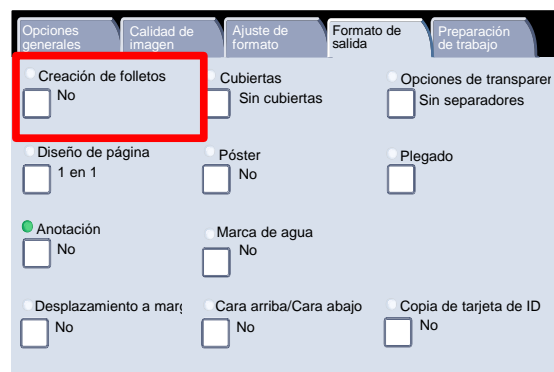 Opciones generales
Calidad de imagen
Ajuste de formato
Formato de salida
Preparación de trabajo
Creación de folletos
No
Cubiertas
Sin cubiertas
Opciones de transparer
Sin separadores
Diseño de página
1 en 1
Póster
No
Plegado
Anotación
No
Marca de agua
No
Desplazamiento a marg
No
Cara arriba/Cara abajo
No
Copia de tarjeta de ID
No